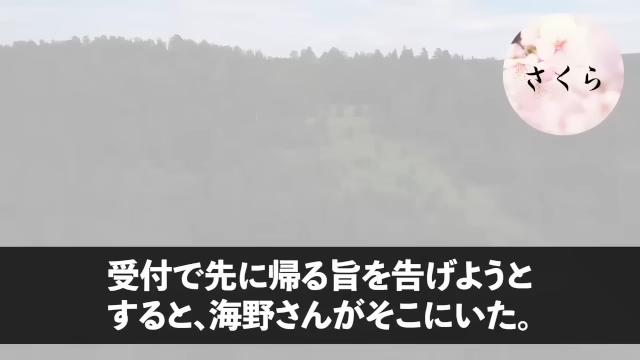 さくら
受付で先に帰る旨を告げようと
すると、海野さんがそこにいた。